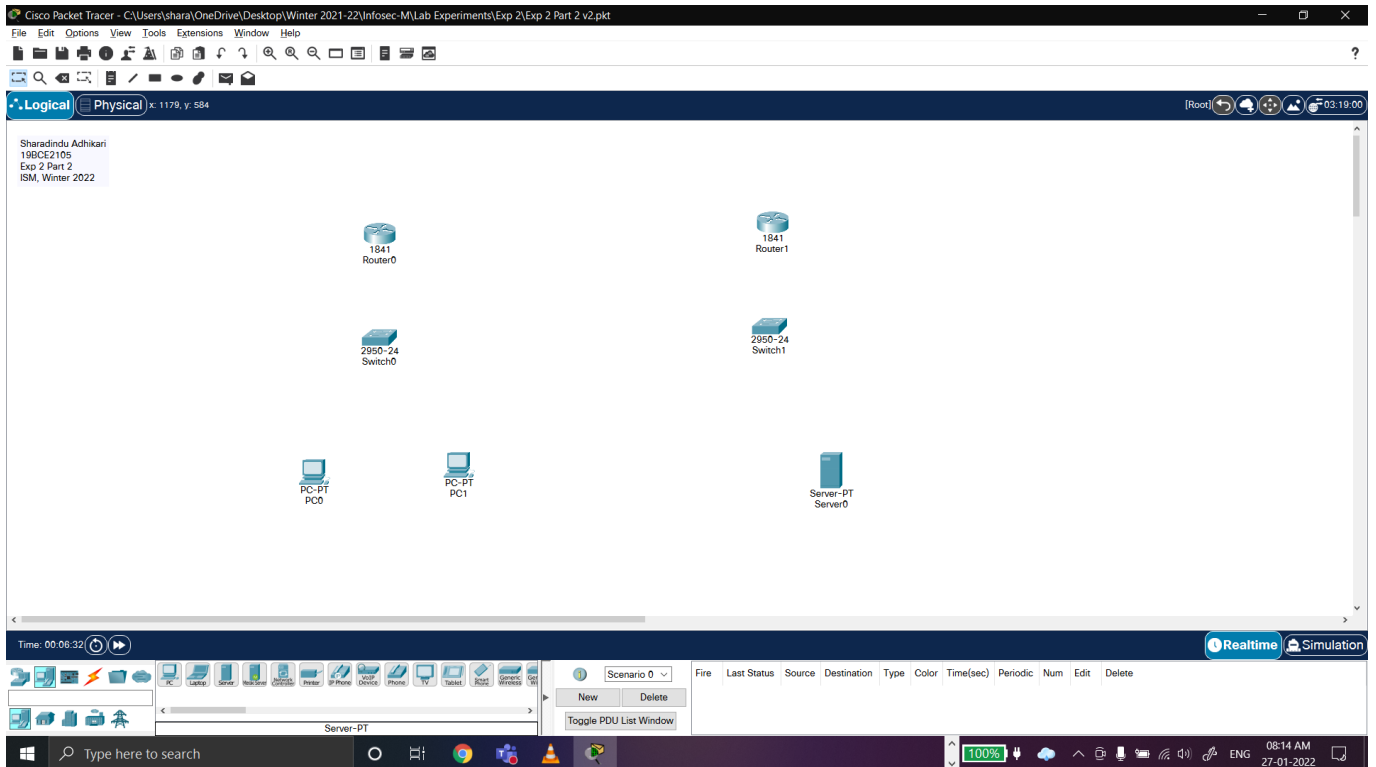 Cisco Packet Tracer - C:\Users\shara\OneDrive\Desktop\Winter 2021-22\Infosec-M\Lab Experiments\Exp 2\Exp 2 Part 2 v2.pkt
File Edit Options View Tools Extensions Window Help
?
Logical Physical x: 1179, y: 584 [Root] 03:19:00
Sharadindu Adhikari
19BCE2105
Exp 2 Part 2
ISM, Winter 2022
1841
Router0
1841
Router1
2950-24
Switch0
2950-24
Switch1
PC-PT
PC0
PC-PT
PC1
Server-PT
Server0
Time: 00:06:32 Realtime Simulation
PC Laptop Server Printer IP Phone VoIP Device Phone TV Tablet Smart Phone Generic Wireless
Server-PT
Scenario 0
New Delete
Toggle PDU List Window
Fire Last Status Source Destination Type Color Time(sec) Periodic Num Edit Delete
Type here to search
100% ENG 08:14 AM
27-01-2022